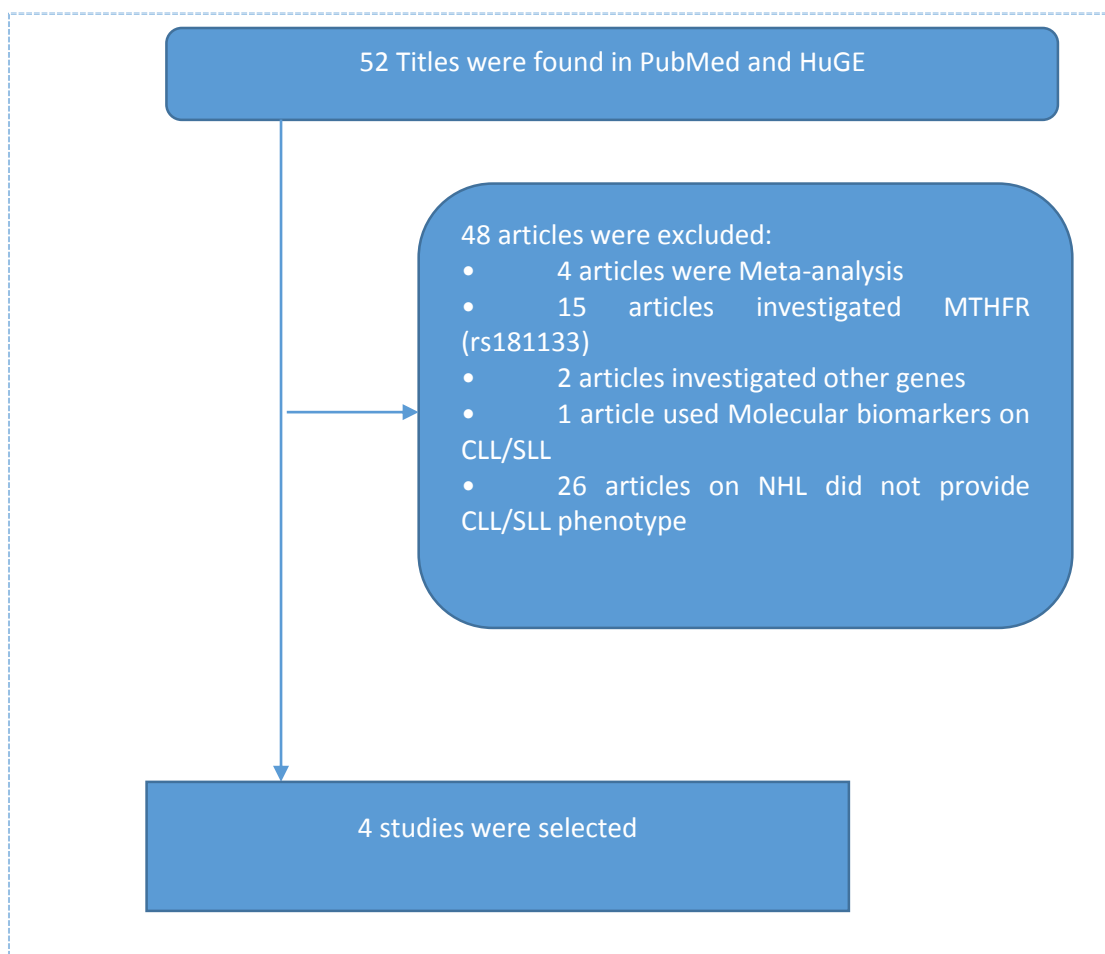 52 Titles were found in PubMed and HuGE
48 articles were excluded:
• 4 articles were Meta-analysis
• 15 articles investigated MTHFR
(rs181133)
• 2 articles investigated other genes
• 1 article used Molecular biomarkers on
CLL/SLL
• 26 articles on NHL did not provide
CLL/SLL phenotype
4 studies were selected